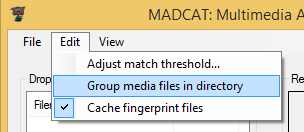 MADCAT: Multimedia A
File Edit View
Adjust match threshold...
Drop
Group media files in directory
Re
Cache fingerprint files